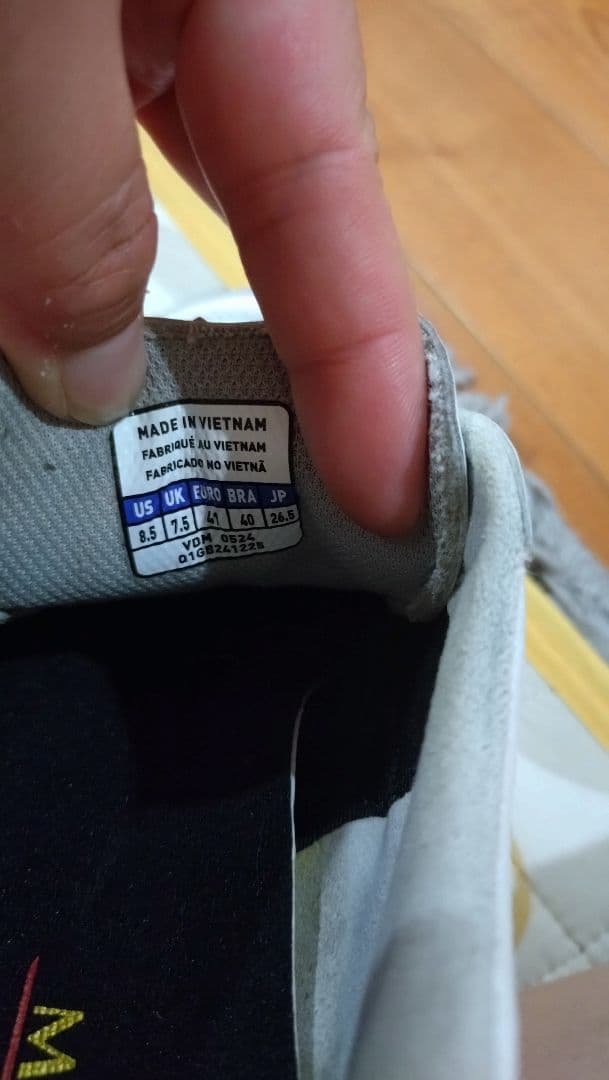 MADE IN VIETNAM
FABRIQUÉ AU VIETNAM
FABRICADO NO VIETNÃ
US UK EURO BRA JP
8.5 7.5 41 40 26.5
VDM 0524
Q1GB241225
M